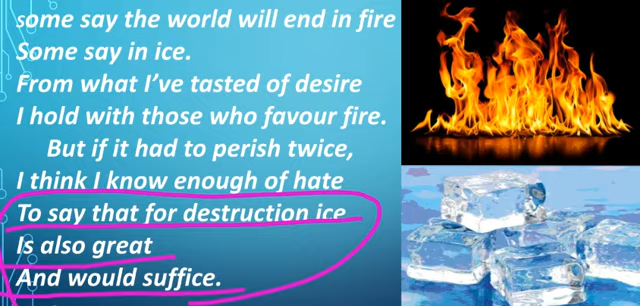 some say the world will end in fire
Some say in ice.
From what I've tasted of desire
I hold with those who favour fire.
But if it had to perish twice,
I think I know enough of hate
To say that for destruction ice
Is also great
And would suffice.